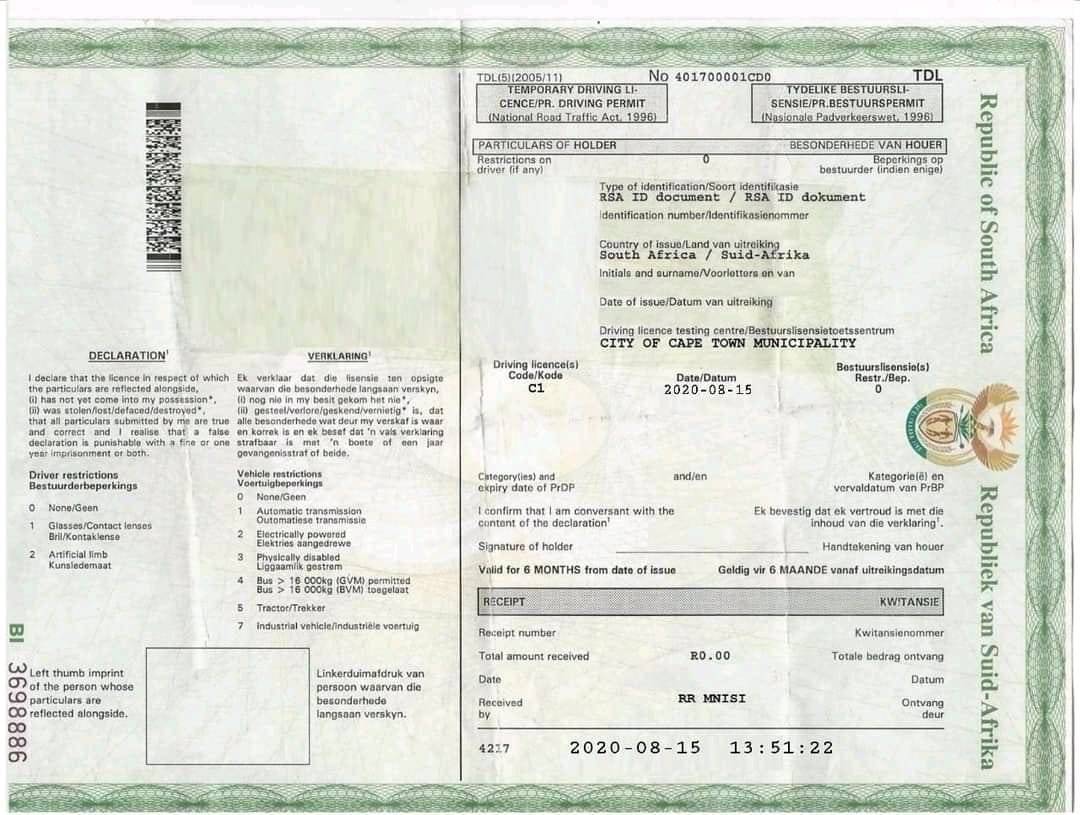 TDL(5)(2005/11)
No 401700001CD0
TDL
TEMPORARY DRIVING LI-
CENCE/PR. DRIVING PERMIT
(National Road Traffic Act, 1996)
TYDELIKE BESTUURSLI-
SENSIE/PR.BESTUURSPERMIT
(Nasionale Padverkeerswet, 1996)
PARTICULARS OF HOLDER
BESONDERHEDE VAN HOUER
Restrictions on
driver (if any)
0
Beperkings op
bestuurder (indien enige)
Type of identification/Soort identifikasie
RSA ID document / RSA ID dokument
Identification number/Identifikasienommer
Country of issue/Land van uitreiking
South Africa / Suid-Afrika
Initials and surname/Voorletters en van
Date of issue/Datum van uitreiking
Driving licence testing centre/Bestuurslisensietoetssentrum
CITY OF CAPE TOWN MUNICIPALITY
Driving licence(s)
Code/Kode
C1
Date/Datum
2020-08-15
Bestuurslisensie(s)
Restr./Bep.
0
Category(ies) and
expiry date of PrDP
and/en
Kategorie(ë) en
vervaldatum van PrBP
I confirm that I am conversant with the
content of the declaration¹
Ek bevestig dat ek vertroud is met die
inhoud van die verklaring¹.
Signature of holder
Handtekening van houer
Valid for 6 MONTHS from date of issue
Geldig vir 6 MAANDE vanaf uitreikingsdatum
RECEIPT
KWITANSIE
Receipt number
Kwitansienommer
Total amount received
R0.00
Totale bedrag ontvang
Date
Datum
Received
by
RR MNISI
Ontvang
deur
4217
2020-08-15 13:51:22
DECLARATION¹
I declare that the licence in respect of which
the particulars are reflected alongside,
(i) has not yet come into my possession*,
(ii) was stolen/lost/defaced/destroyed*,
that all particulars submitted by me are true
and correct and I realise that a false
declaration is punishable with a fine or one
year imprisonment or both.
VERKLARING¹
Ek verklaar dat die lisensie ten opsigte
waarvan die besonderhede langsaan verskyn,
(i) nog nie in my besit gekom het nie*,
(ii) gesteel/verlore/geskend/vernietig* is, dat
alle besonderhede wat deur my verskaf is waar
en korrek is en ek besef dat 'n vals verklaring
strafbaar is met 'n boete of een jaar
gevangenisstraf of beide.
Driver restrictions
Bestuurderbeperkings
0 None/Geen
1 Glasses/Contact lenses
Bril/Kontaklense
2 Artificial limb
Kunsledemaat
Vehicle restrictions
Voertuigbeperkings
0 None/Geen
1 Automatic transmission
Outomatiese transmissie
2 Electrically powered
Elektries aangedrewe
3 Physically disabled
Liggaamlik gestrem
4 Bus > 16 000kg (GVM) permitted
Bus > 16 000kg (BVM) toegelaat
5 Tractor/Trekker
7 Industrial vehicle/industriële voertuig
Left thumb imprint
of the person whose
particulars are
reflected alongside.
Linkerduimafdruk van
persoon waarvan die
besonderhede
langsaan verskyn.
BI 3698886
Republic of South Africa
Republiek van Suid-Afrika